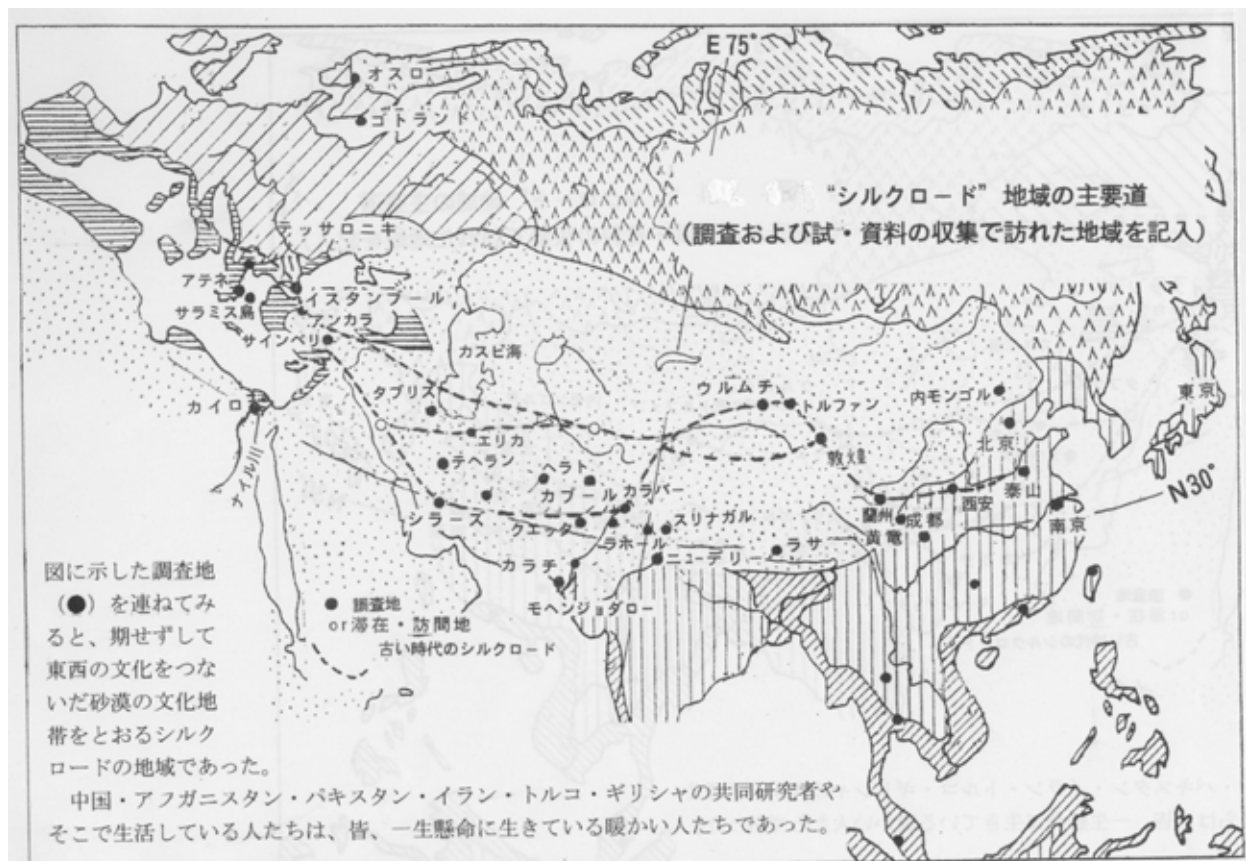 E 75°
オスロー
ゴトランド
“シルクロード” 地域の主要道
(調査および試・資料の収集で訪れた地域を記入)
テッサロニキ
アテネ
イスタンブール
サラミス島
アンカラ
サインベリ
カスピ海
東京
カイロ
タブリス
ウルムチ
トルファン
内モンゴル
エリカ
北京
敦煌
ナイル川
テヘラン
ヘラト
カブール
カラバー
N30°
シラーズ
クエッタ
スリナガル
蘭州
成都
西安
泰山
黄竜
南京
ラホール
ニューデリー
ラサ
カラチ
モヘンジョダロー
● 調査地
or滞在・訪問地
古い時代のシルクロード
図に示した調査地
(●)を連ねてみ
ると、期せずして
東西の文化をつな
いだ砂漠の文化地
帯をとおるシルク
ロードの地域であった。
中国・アフガニスタン・パキスタン・イラン・トルコ・ギリシャの共同研究者や
そこで生活している人たちは、皆、一生懸命に生きている暖かい人たちであった。